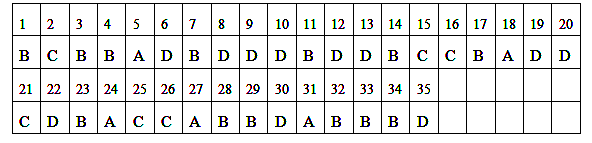 1 2 3 4 5 6 7 8 9 10 11 12 13 14 15 16 17 18 19 20
B C B B A D B D D D B D D B C C B A D D
21 22 23 24 25 26 27 28 29 30 31 32 33 34 35
C D B A C C A B B D A B B B D